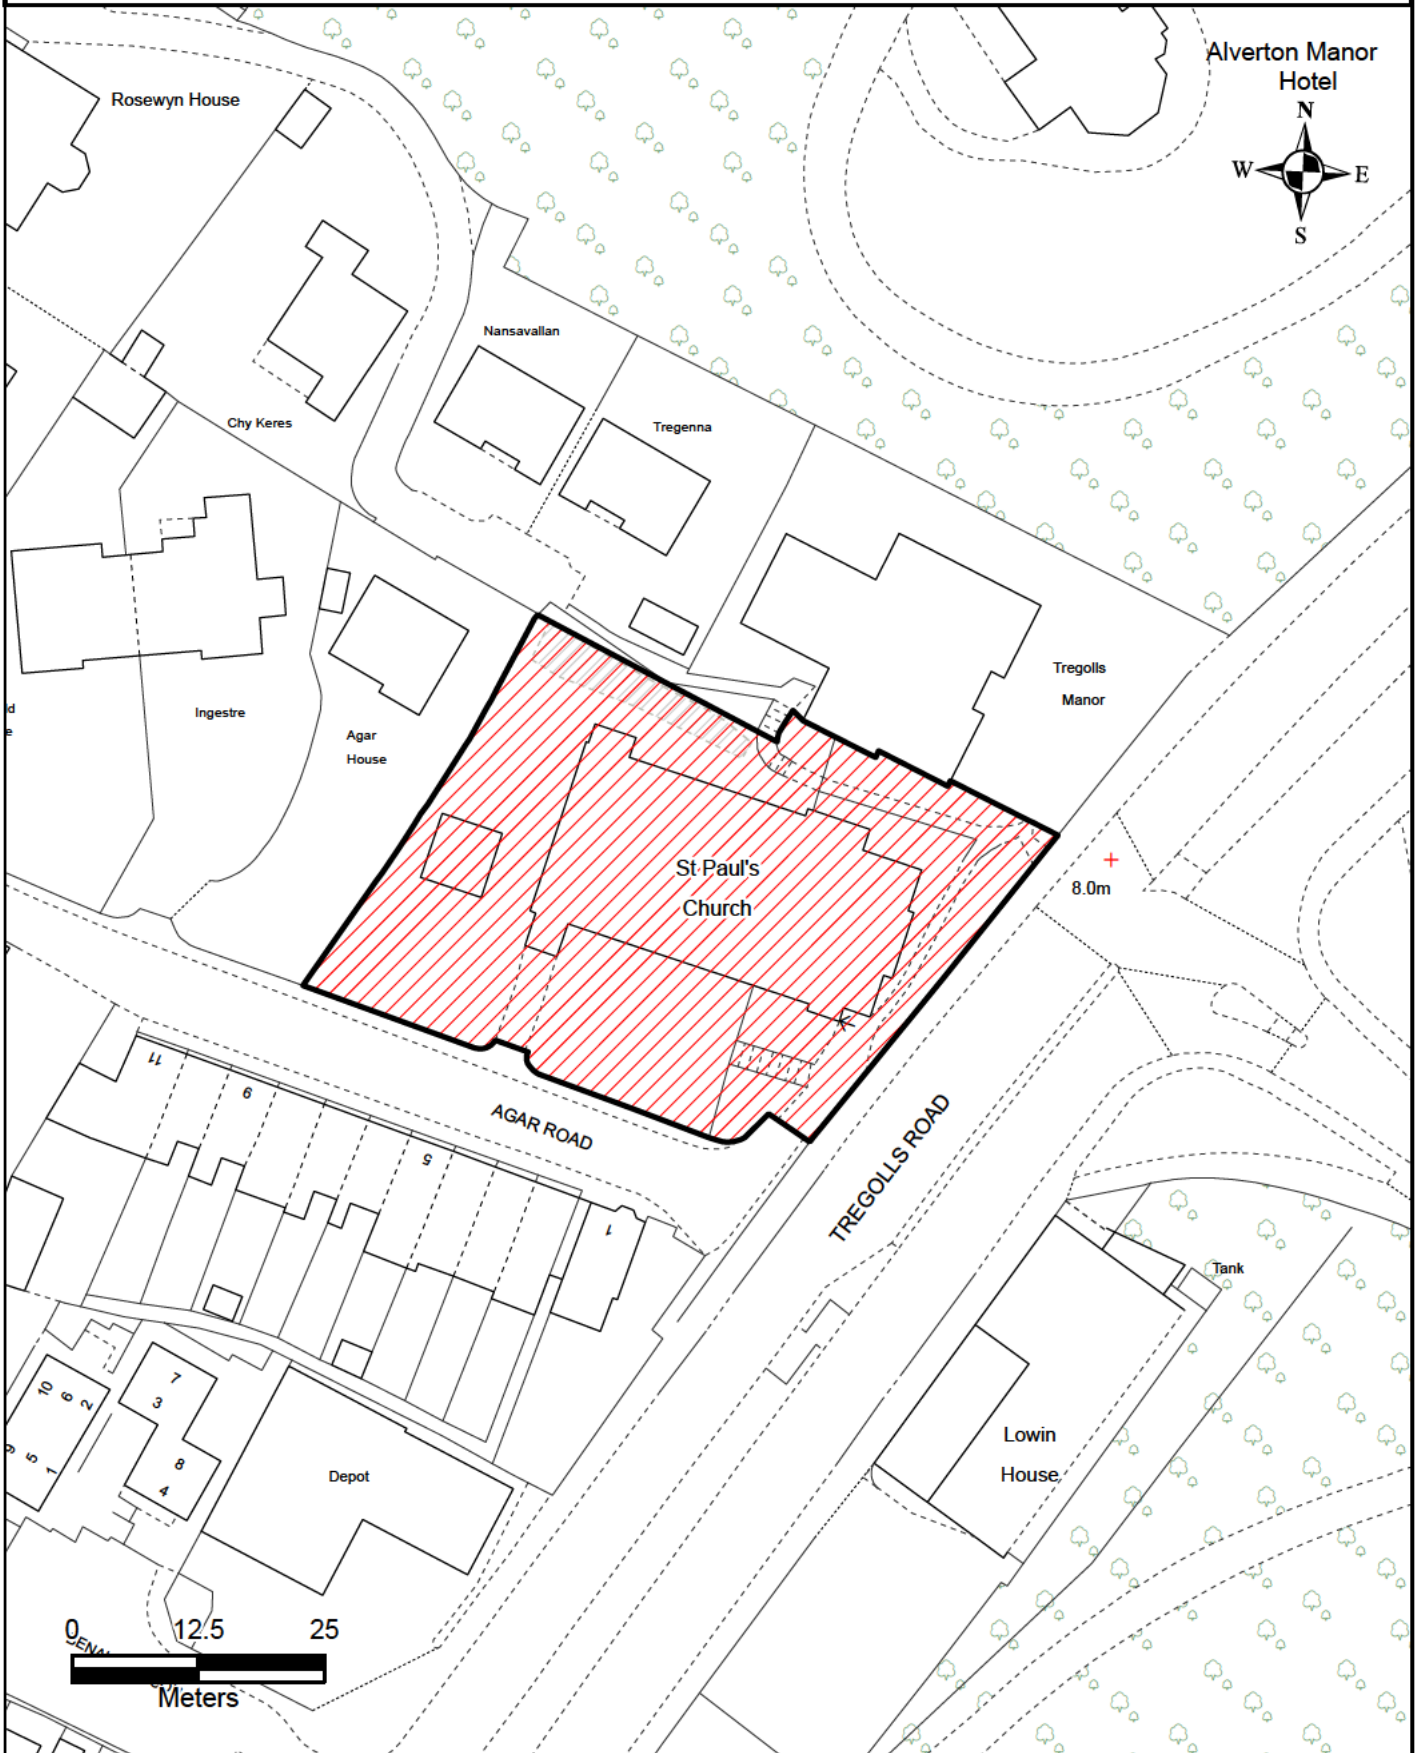 Alverton Manor
Hotel
N
W E
S
Rosewyn House
Nansavallan
Chy Keres
Tregenna
Tregolls
Manor
Ingestre
Agar
House
St Paul's
Church
8.0m
11
9
5
1
AGAR ROAD
TREGOLLS ROAD
Tank
Lowin
House
10
6
2
9
5
1
7
3
8
4
Depot
0 12.5 25
Meters